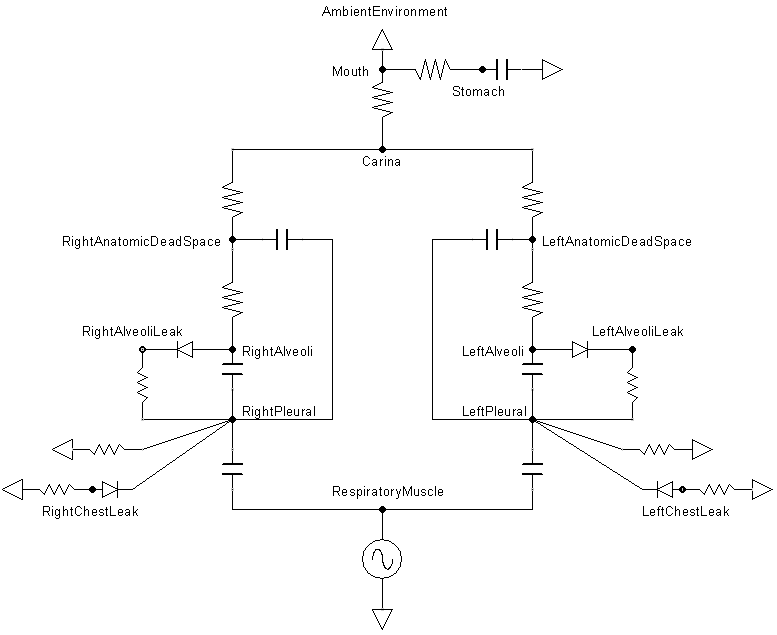 AmbientEnvironment
Mouth
Stomach
Carina
RightAnatomicDeadSpace
LeftAnatomicDeadSpace
RightAlveoliLeak
LeftAlveoliLeak
RightAlveoli
LeftAlveoli
RightPleural
LeftPleural
RespiratoryMuscle
RightChestLeak
LeftChestLeak